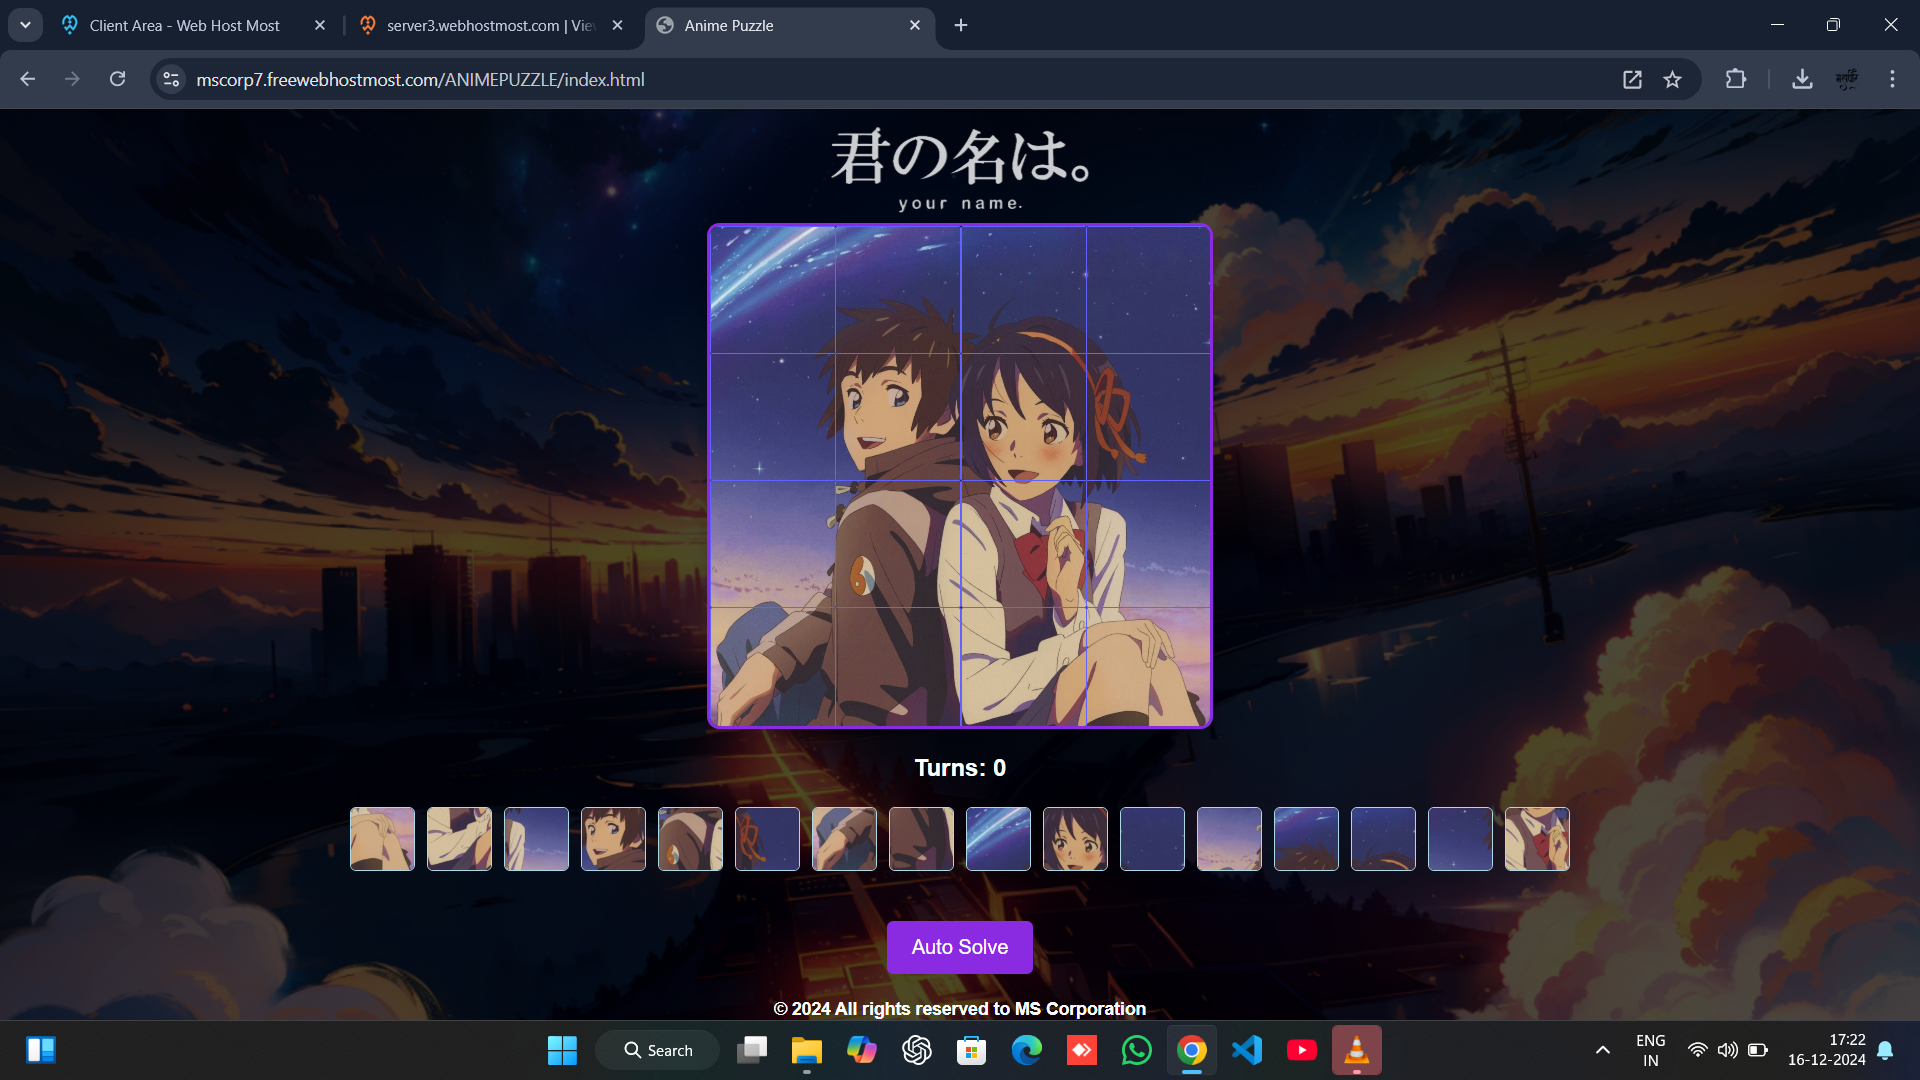 Client Area - Web Host Most
server3.webhostmost.com | Vie
Anime Puzzle
mscorp7.freewebhostmost.com/ANIMEPUZZLE/index.html
君の名は。
your name.
Turns: 0
Auto Solve
© 2024 All rights reserved to MS Corporation
Search
ENG
IN
17:22
16-12-2024